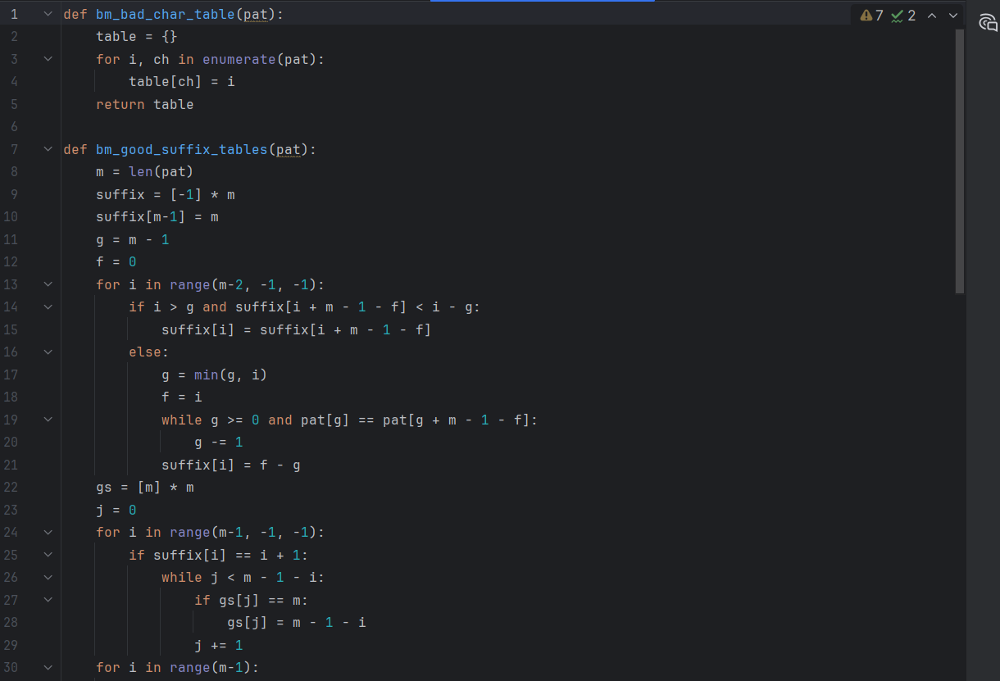 1 def bm_bad_char_table(pat): 7 2
2     table = {}
3     for i, ch in enumerate(pat):
4         table[ch] = i
5     return table
6
7 def bm_good_suffix_tables(pat):
8     m = len(pat)
9     suffix = [-1] * m
10     suffix[m-1] = m
11     g = m - 1
12     f = 0
13     for i in range(m-2, -1, -1):
14         if i > g and suffix[i + m - 1 - f] < i - g:
15             suffix[i] = suffix[i + m - 1 - f]
16         else:
17             g = min(g, i)
18             f = i
19             while g >= 0 and pat[g] == pat[g + m - 1 - f]:
20                 g -= 1
21             suffix[i] = f - g
22     gs = [m] * m
23     j = 0
24     for i in range(m-1, -1, -1):
25         if suffix[i] == i + 1:
26             while j < m - 1 - i:
27                 if gs[j] == m:
28                     gs[j] = m - 1 - i
29                 j += 1
30     for i in range(m-1):